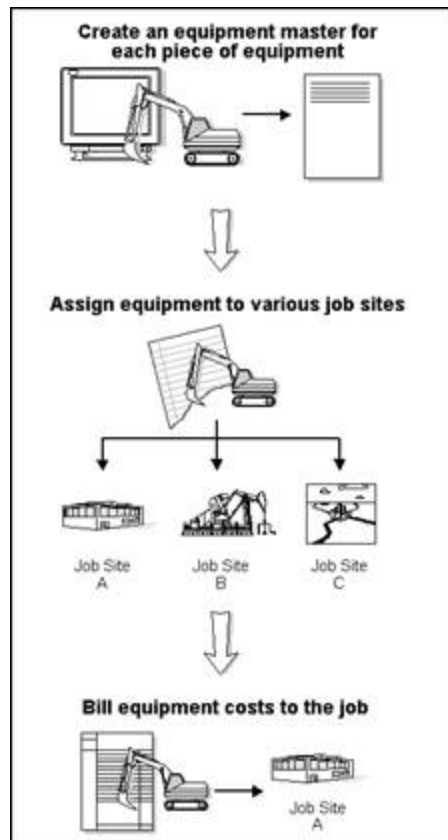 Create an equipment master for
each piece of equipment
Assign equipment to various job sites
Job Site
A
Job Site
B
Job Site
C
Bill equipment costs to the job
Job Site
A